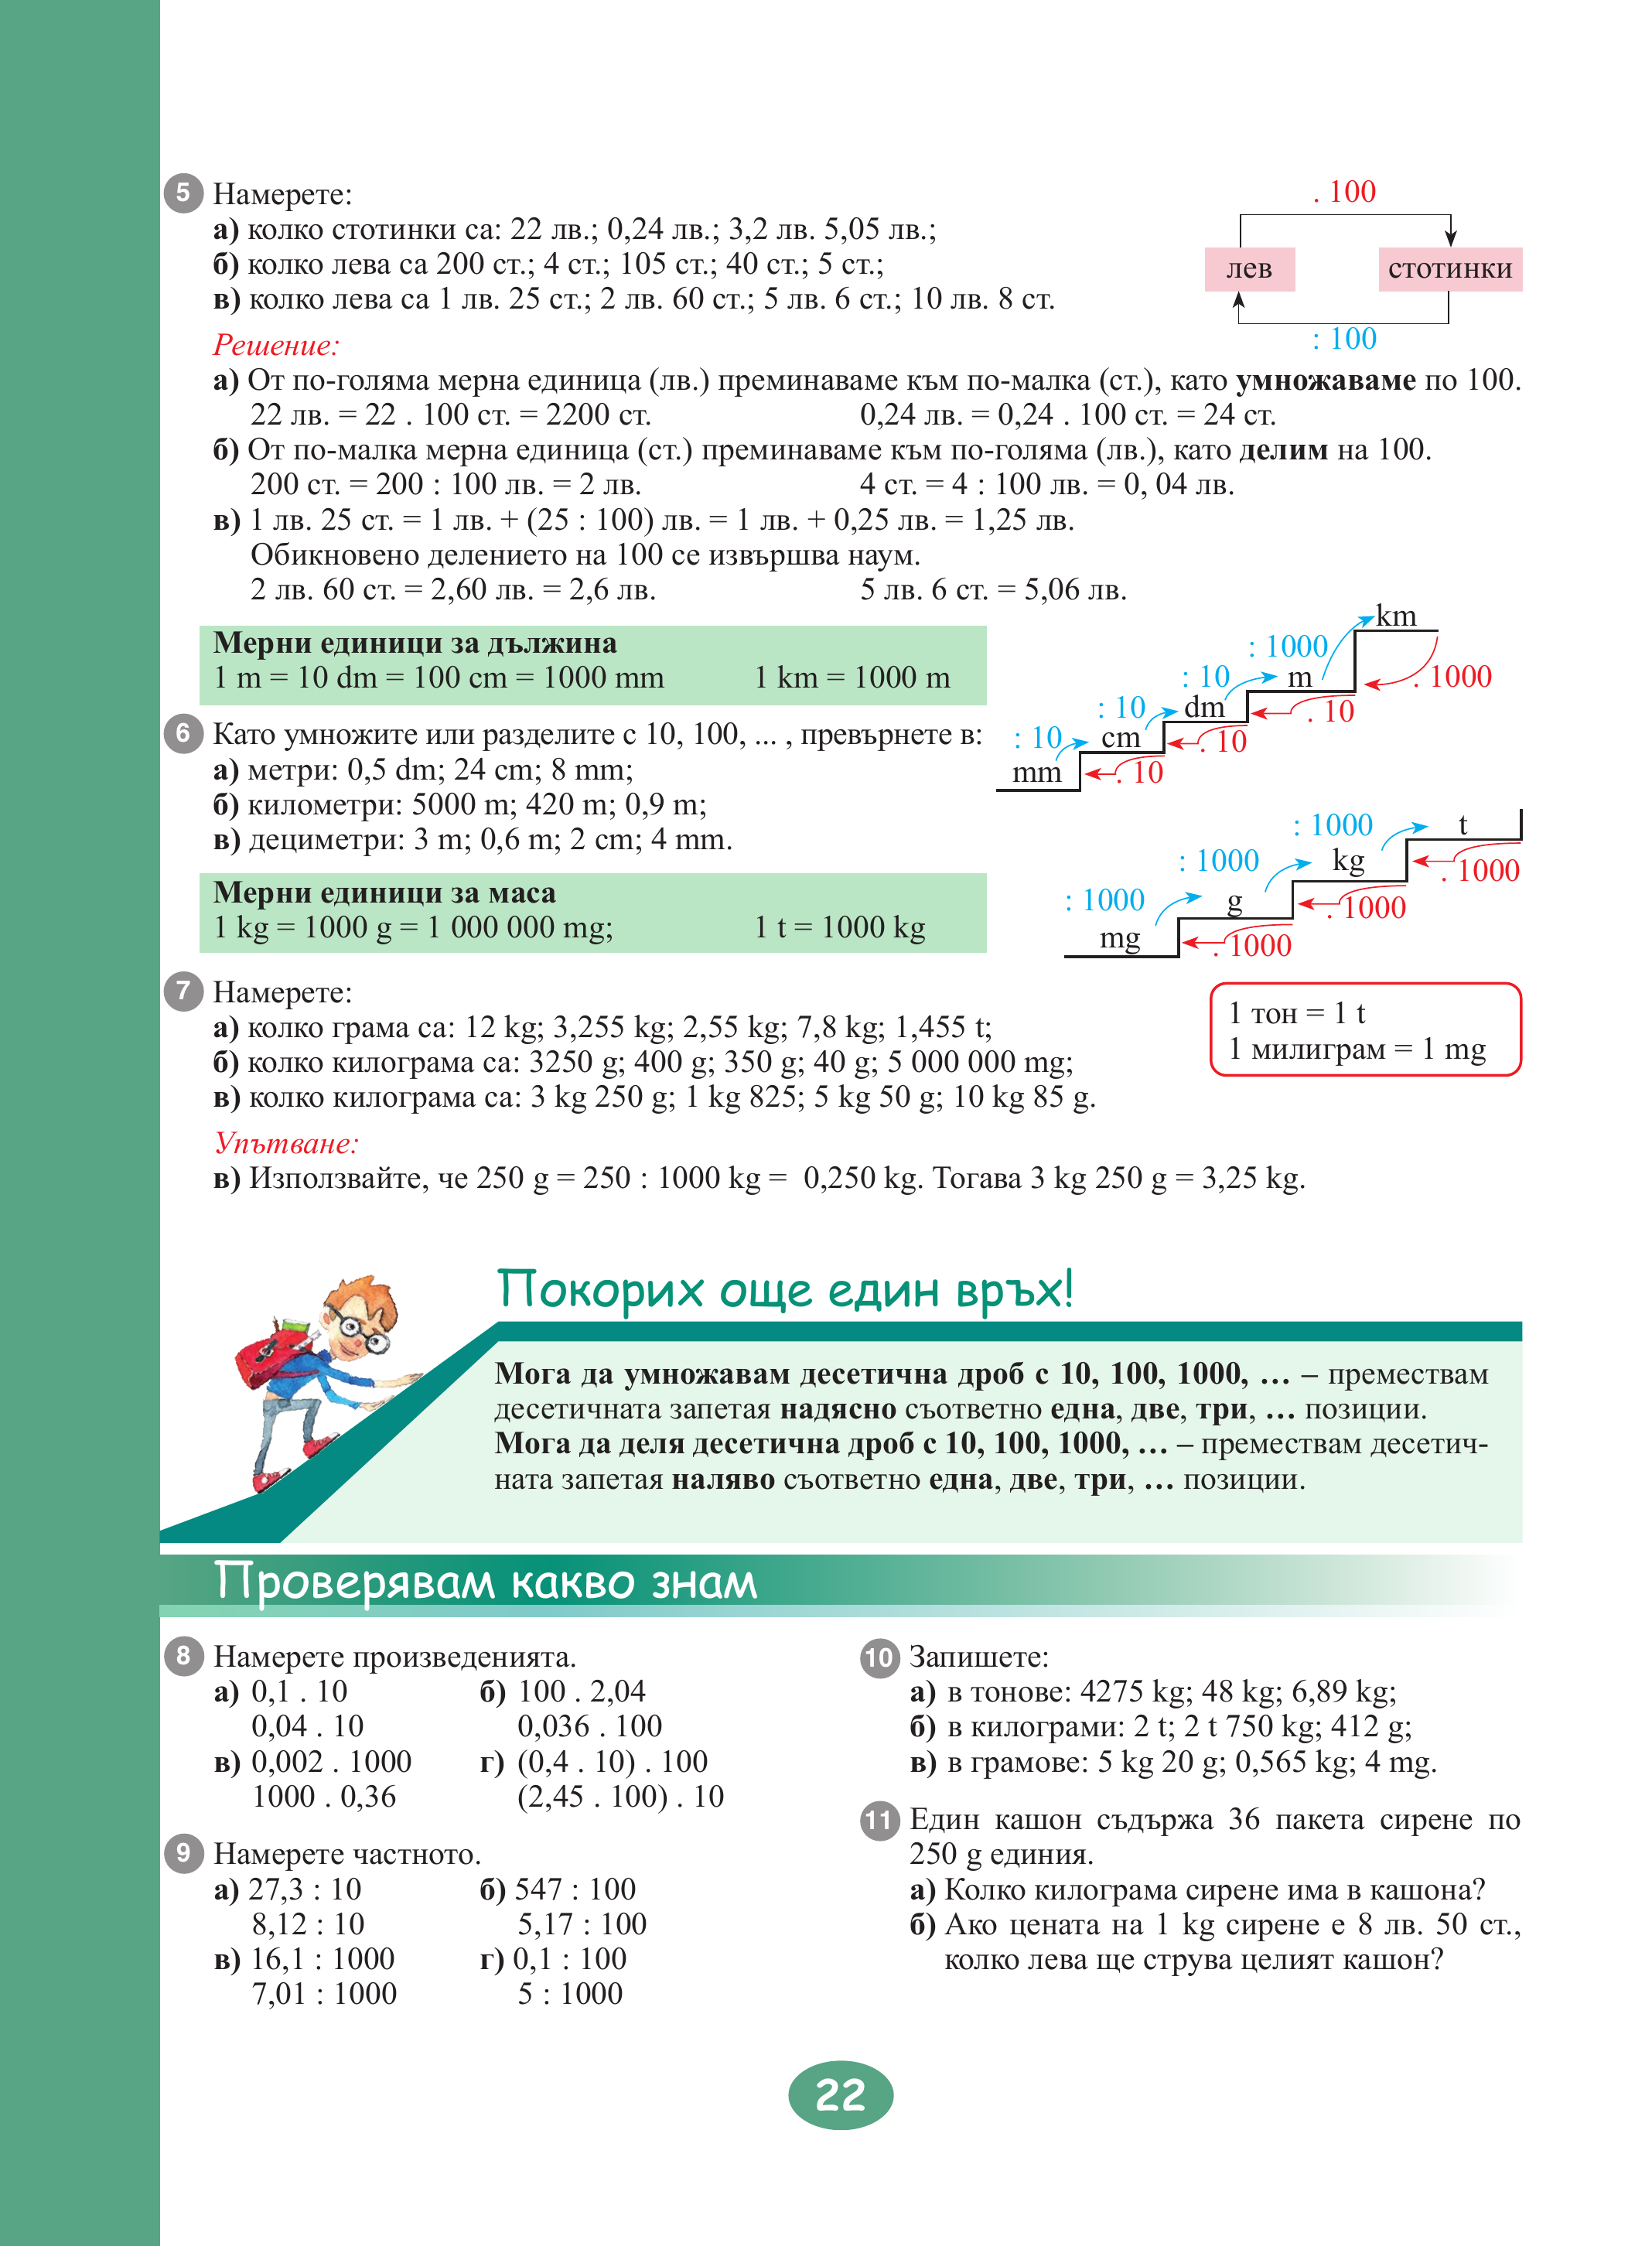 5 Намерете:
а) колко стотинки са: 22 лв.; 0,24 лв.; 3,2 лв. 5,05 лв.;
б) колко лева са 200 ст.; 4 ст.; 105 ст.; 40 ст.; 5 ст.;
в) колко лева са 1 лв. 25 ст.; 2 лв. 60 ст.; 5 лв. 6 ст.; 10 лв. 8 ст.
. 100
лев стотинки
: 100
Решение:
а) От по-голяма мерна единица (лв.) преминаваме към по-малка (ст.), като умножаваме по 100.
22 лв. = 22 . 100 ст. = 2200 ст. 0,24 лв. = 0,24 . 100 ст. = 24 ст.
б) От по-малка мерна единица (ст.) преминаваме към по-голяма (лв.), като делим на 100.
200 ст. = 200 : 100 лв. = 2 лв. 4 ст. = 4 : 100 лв. = 0, 04 лв.
в) 1 лв. 25 ст. = 1 лв. + (25 : 100) лв. = 1 лв. + 0,25 лв. = 1,25 лв.
Обикновено делението на 100 се извършва наум.
2 лв. 60 ст. = 2,60 лв. = 2,6 лв. 5 лв. 6 ст. = 5,06 лв.
Мерни единици за дължина
1 m = 10 dm = 100 cm = 1000 mm 1 km = 1000 m
km
: 1000
: 10 m . 1000
: 10 dm . 10
: 10 cm . 10
mm . 10
6 Като умножите или разделите с 10, 100, ... , превърнете в:
а) метри: 0,5 dm; 24 cm; 8 mm;
б) километри: 5000 m; 420 m; 0,9 m;
в) дециметри: 3 m; 0,6 m; 2 cm; 4 mm.
: 1000 t
: 1000 kg . 1000
: 1000 g . 1000
mg . 1000
Мерни единици за маса
1 kg = 1000 g = 1 000 000 mg; 1 t = 1000 kg
7 Намерете:
а) колко грама са: 12 kg; 3,255 kg; 2,55 kg; 7,8 kg; 1,455 t;
б) колко килограма са: 3250 g; 400 g; 350 g; 40 g; 5 000 000 mg;
в) колко килограма са: 3 kg 250 g; 1 kg 825; 5 kg 50 g; 10 kg 85 g.
1 тон = 1 t
1 милиграм = 1 mg
Упътване:
в) Използвайте, че 250 g = 250 : 1000 kg = 0,250 kg. Тогава 3 kg 250 g = 3,25 kg.
Покорих още един връх!
Мога да умножавам десетична дроб с 10, 100, 1000, … – премествам
десетичната запетая надясно съответно една, две, три, … позиции.
Мога да деля десетична дроб с 10, 100, 1000, … – премествам десетич-
ната запетая наляво съответно една, две, три, … позиции.
Проверявам какво знам
8 Намерете произведенията.
а) 0,1 . 10 б) 100 . 2,04
0,04 . 10 0,036 . 100
в) 0,002 . 1000 г) (0,4 . 10) . 100
1000 . 0,36 (2,45 . 100) . 10
9 Намерете частното.
а) 27,3 : 10 б) 547 : 100
8,12 : 10 5,17 : 100
в) 16,1 : 1000 г) 0,1 : 100
7,01 : 1000 5 : 1000
10 Запишете:
а) в тонове: 4275 kg; 48 kg; 6,89 kg;
б) в килограми: 2 t; 2 t 750 kg; 412 g;
в) в грамове: 5 kg 20 g; 0,565 kg; 4 mg.
11 Един кашон съдържа 36 пакета сирене по
250 g единия.
а) Колко килограма сирене има в кашона?
б) Ако цената на 1 kg сирене е 8 лв. 50 ст.,
колко лева ще струва целият кашон?
22